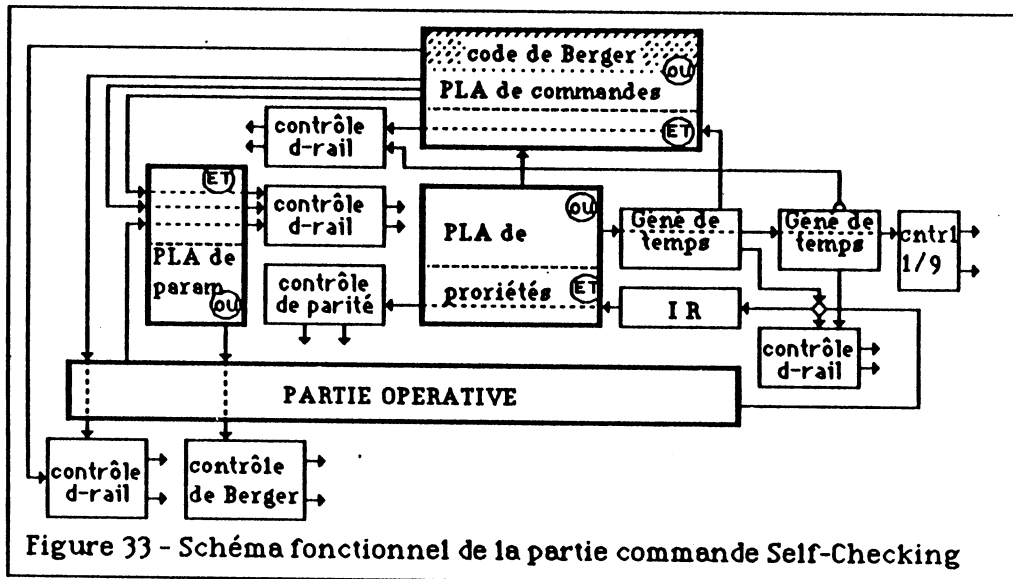 code de Berger
OU
PLA de commandes
ET
contrôle
d-rail
ET
contrôle
d-rail
PLA de
param
OU
OU
PLA de
proriétés
ET
Géné de
temps
Géné de
temps
cntrl
1/9
contrôle
de parité
I R
contrôle
d-rail
PARTIE OPERATIVE
contrôle
d-rail
contrôle
de Berger
Figure 33 - Schéma fonctionnel de la partie commande Self-Checking